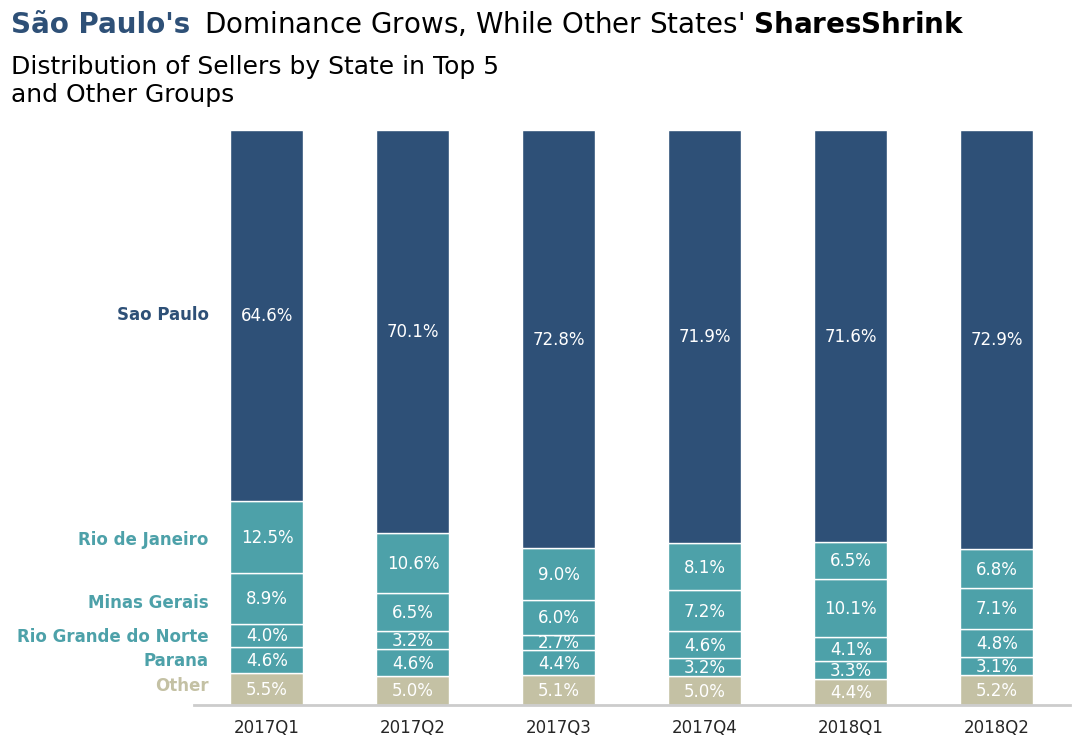 São Paulo's Dominance Grows, While Other States' SharesShrink
Distribution of Sellers by State in Top 5
and Other Groups
Sao Paulo 64.6% 70.1% 72.8% 71.9% 71.6% 72.9%
Rio de Janeiro 12.5% 10.6% 9.0% 8.1% 6.5% 6.8%
Minas Gerais 8.9% 6.5% 6.0% 7.2% 10.1% 7.1%
Rio Grande do Norte 4.0% 3.2% 2.7% 4.6% 4.1% 4.8%
Parana 4.6% 4.6% 4.4% 3.2% 3.3% 3.1%
Other 5.5% 5.0% 5.1% 5.0% 4.4% 5.2%
2017Q1 2017Q2 2017Q3 2017Q4 2018Q1 2018Q2